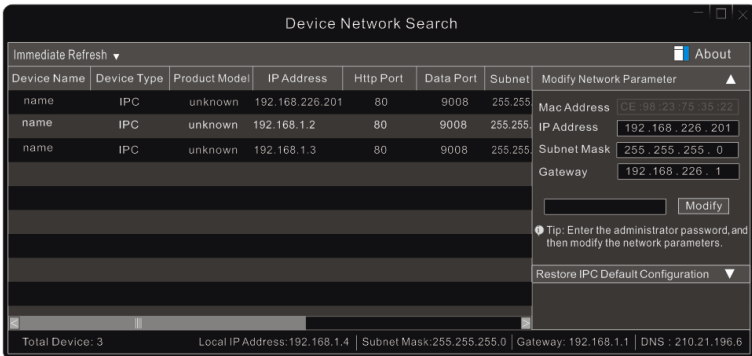 Device Network Search
Immediate Refresh ▼ About
Device Name Device Type Product Model IP Address Http Port Data Port Subnet
name IPC unknown 192.168.226.201 80 9008 255.255
name IPC unknown 192.168.1.2 80 9008 255.255.
name IPC unknown 192.168.1.3 80 9008 255.255.
Modify Network Parameter ▲
Mac Address CE:98:23:75:35:22
IP Address 192.168.226.201
Subnet Mask 255.255.255.0
Gateway 192.168.226.1
Modify
Tip: Enter the administrator password,and
then modify the network parameters.
Restore IPC Default Configuration ▼
Total Device: 3 Local IP Address:192.168.1.4 Subnet Mask:255.255.255.0 Gateway: 192.168.1.1 DNS : 210.21.196.6